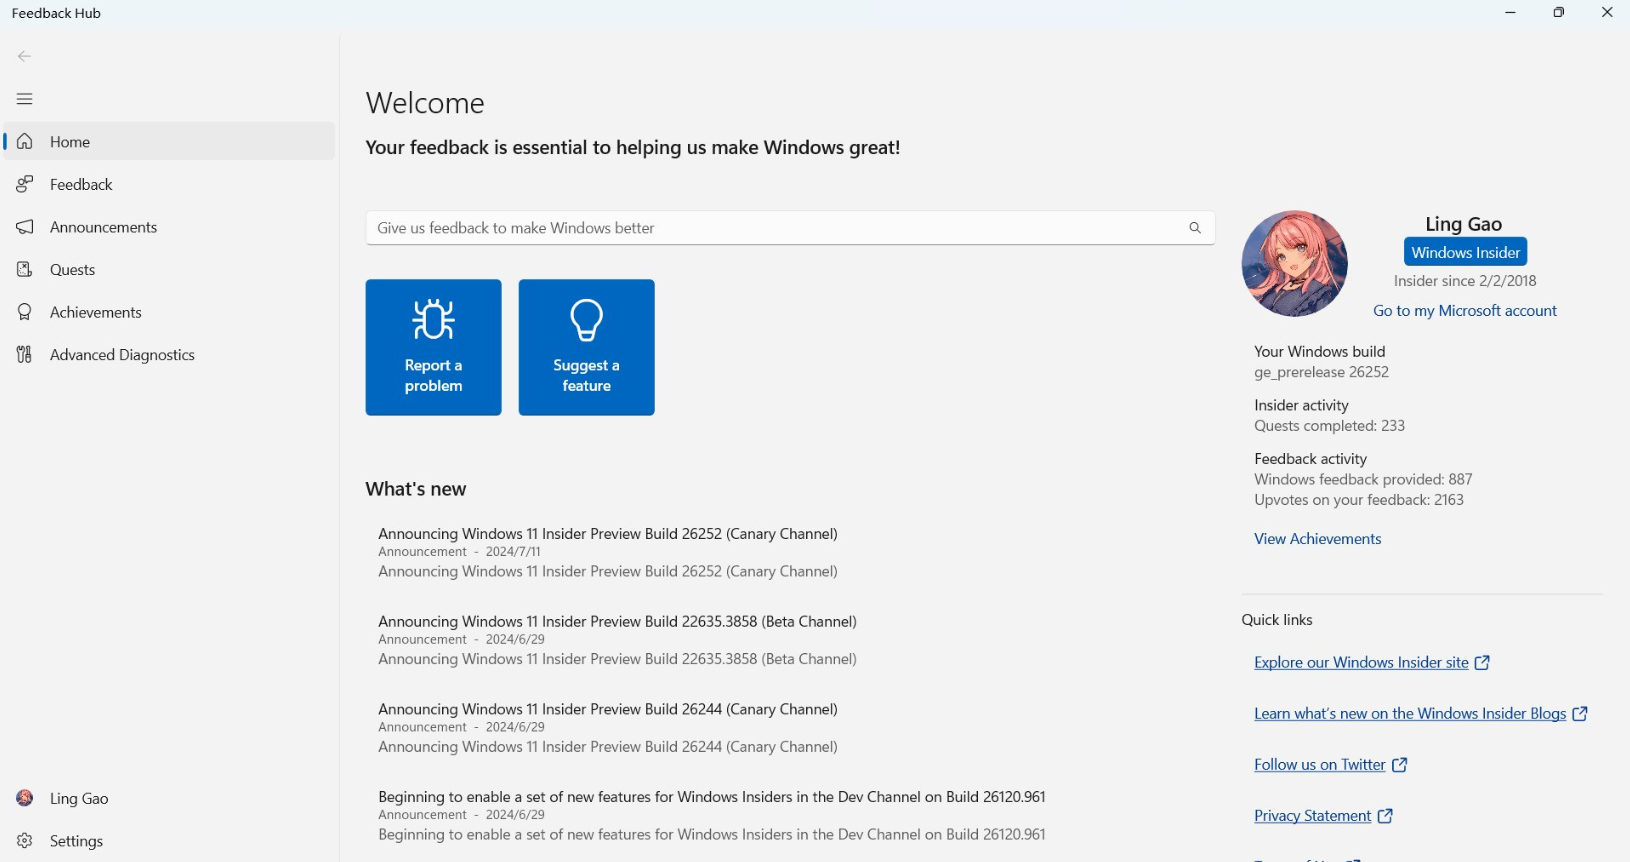 Feedback Hub
Home
Feedback
Announcements
Quests
Achievements
Advanced Diagnostics
Ling Gao
Settings
Welcome
Your feedback is essential to helping us make Windows great!
Give us feedback to make Windows better
Report a
problem
Suggest a
feature
What's new
Announcing Windows 11 Insider Preview Build 26252 (Canary Channel)
Announcement - 2024/7/11
Announcing Windows 11 Insider Preview Build 26252 (Canary Channel)
Announcing Windows 11 Insider Preview Build 22635.3858 (Beta Channel)
Announcement - 2024/6/29
Announcing Windows 11 Insider Preview Build 22635.3858 (Beta Channel)
Announcing Windows 11 Insider Preview Build 26244 (Canary Channel)
Announcement - 2024/6/29
Announcing Windows 11 Insider Preview Build 26244 (Canary Channel)
Beginning to enable a set of new features for Windows Insiders in the Dev Channel on Build 26120.961
Announcement - 2024/6/29
Beginning to enable a set of new features for Windows Insiders in the Dev Channel on Build 26120.961
Ling Gao
Windows Insider
Insider since 2/2/2018
Go to my Microsoft account
Your Windows build
ge_prerelease 26252
Insider activity
Quests completed: 233
Feedback activity
Windows feedback provided: 887
Upvotes on your feedback: 2163
View Achievements
Quick links
Explore our Windows Insider site
Learn what's new on the Windows Insider Blogs
Follow us on Twitter
Privacy Statement